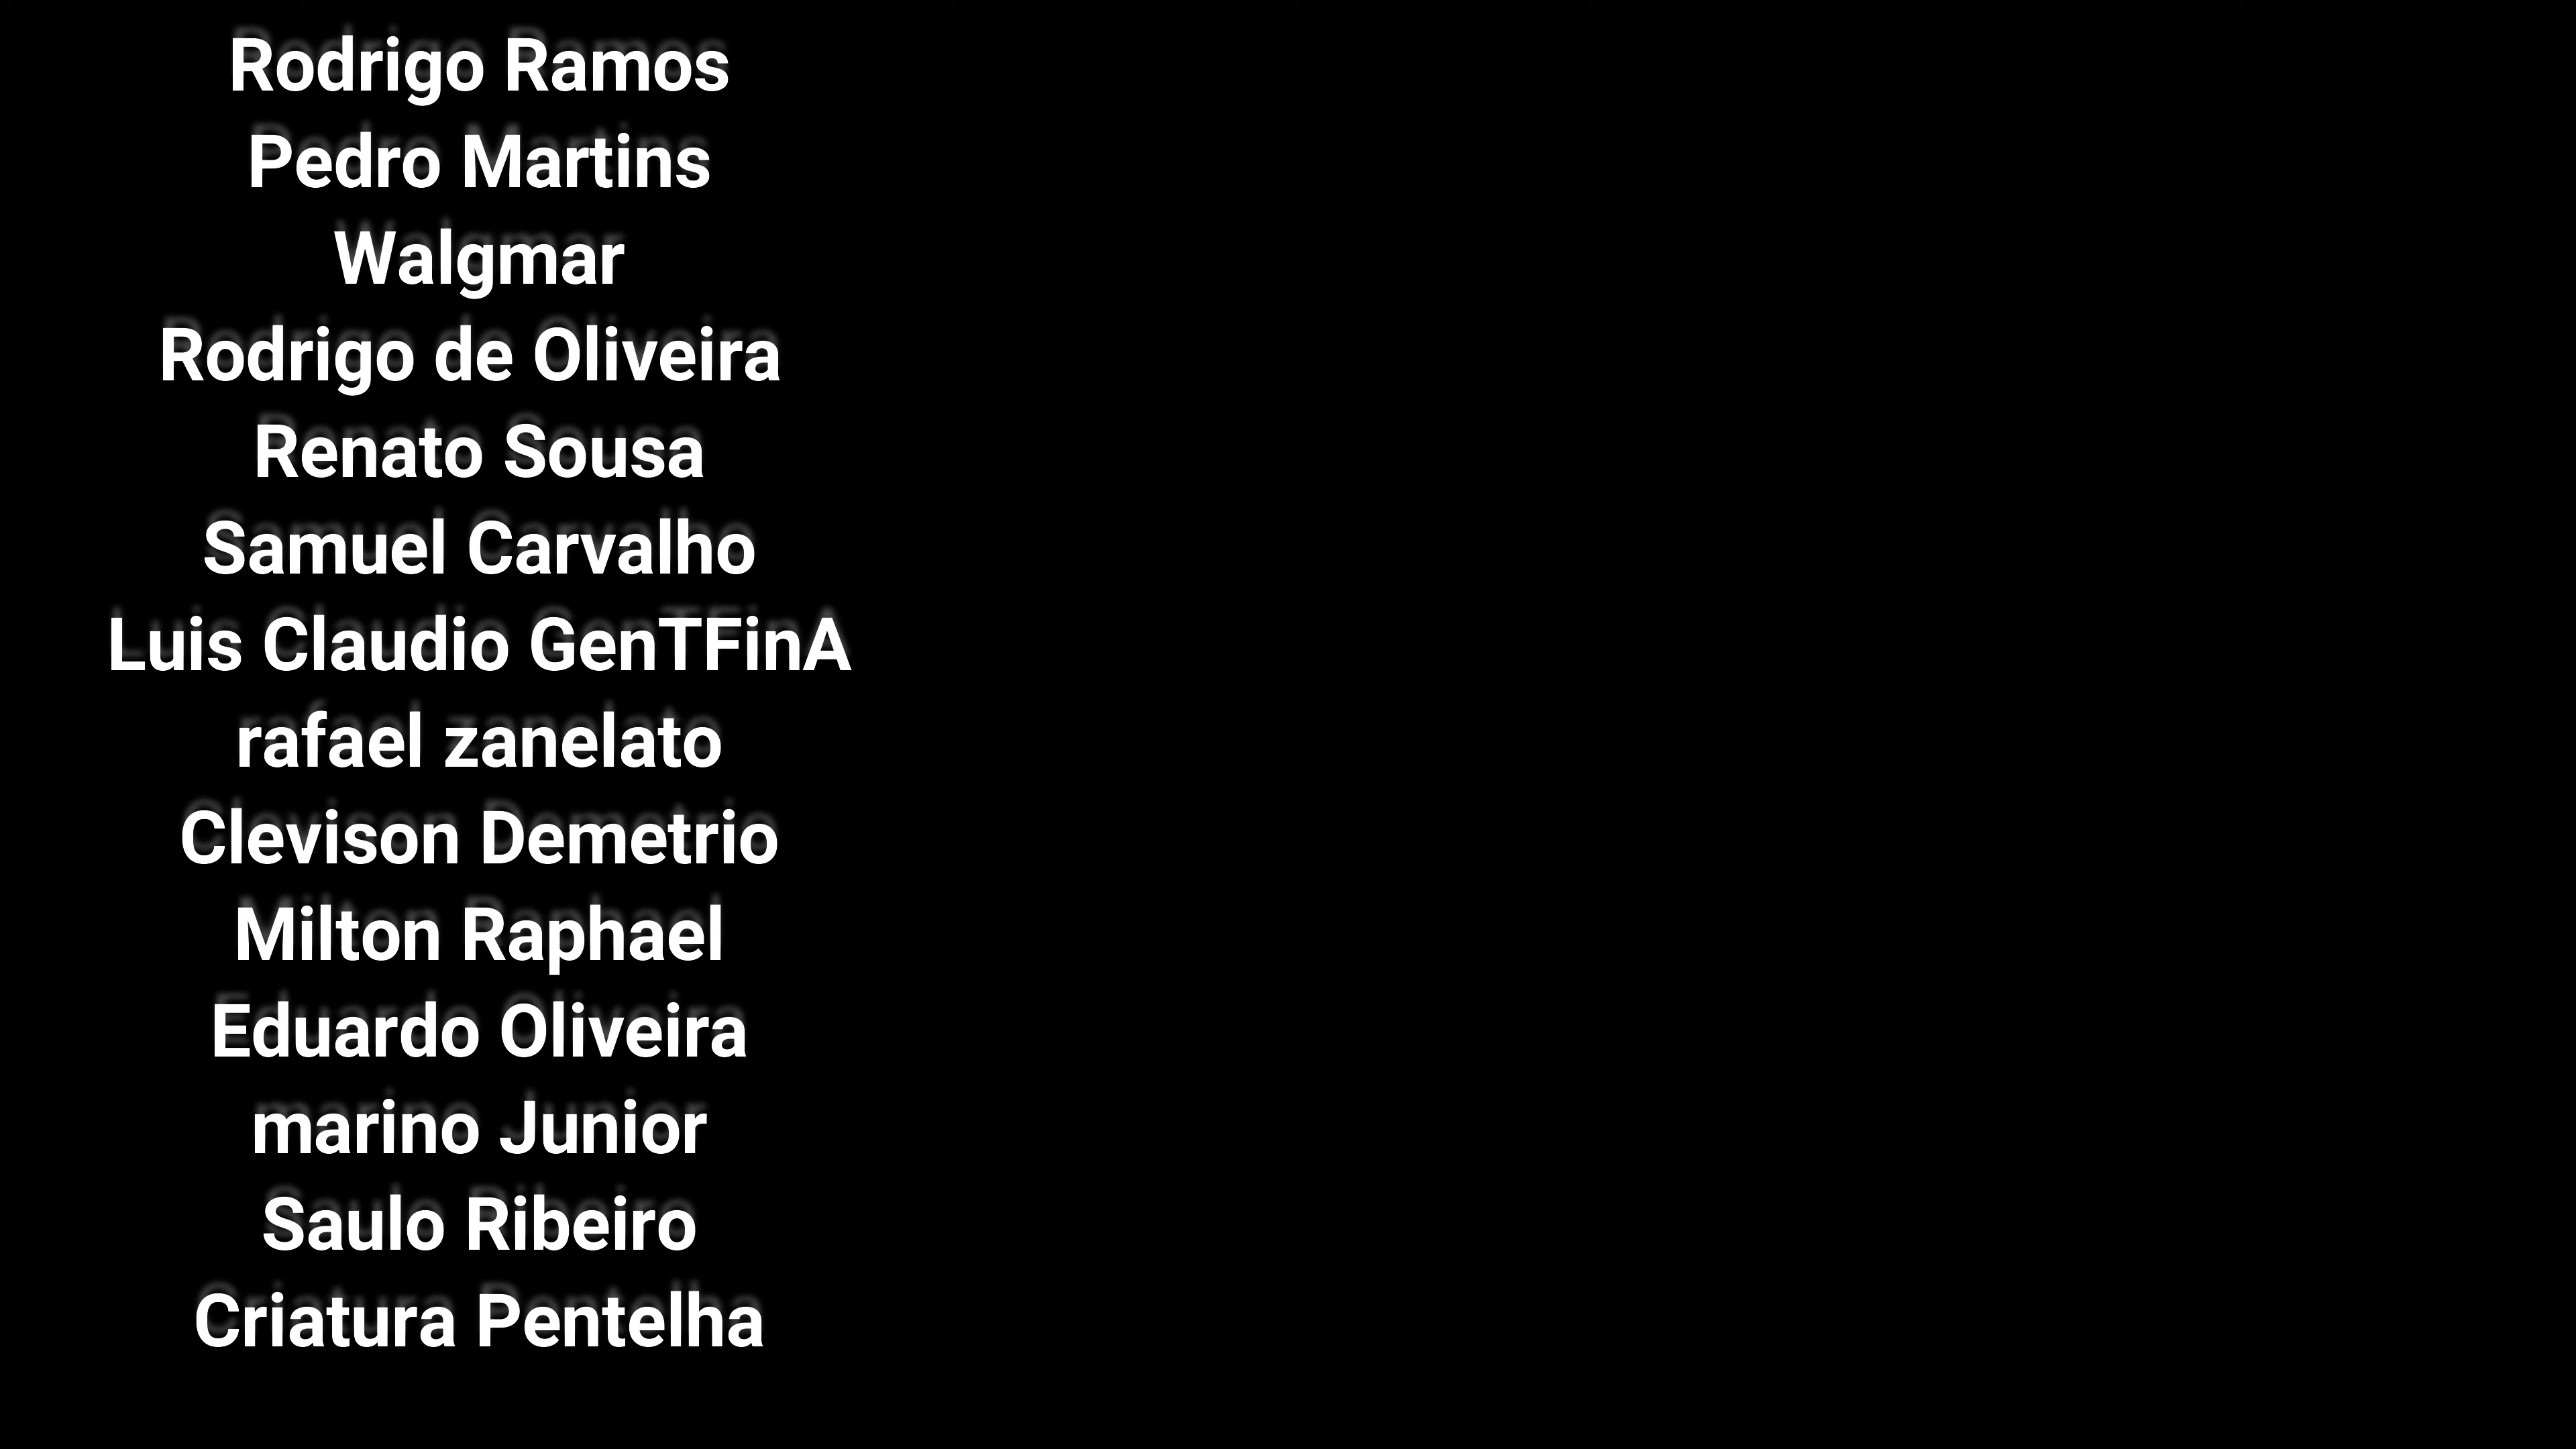 Rodrigo Ramos
Pedro Martins
Walgmar
Rodrigo de Oliveira
Renato Sousa
Samuel Carvalho
Luis Claudio GenTFinA
rafael zanelato
Clevison Demetrio
Milton Raphael
Eduardo Oliveira
marino Junior
Saulo Ribeiro
Criatura Pentelha